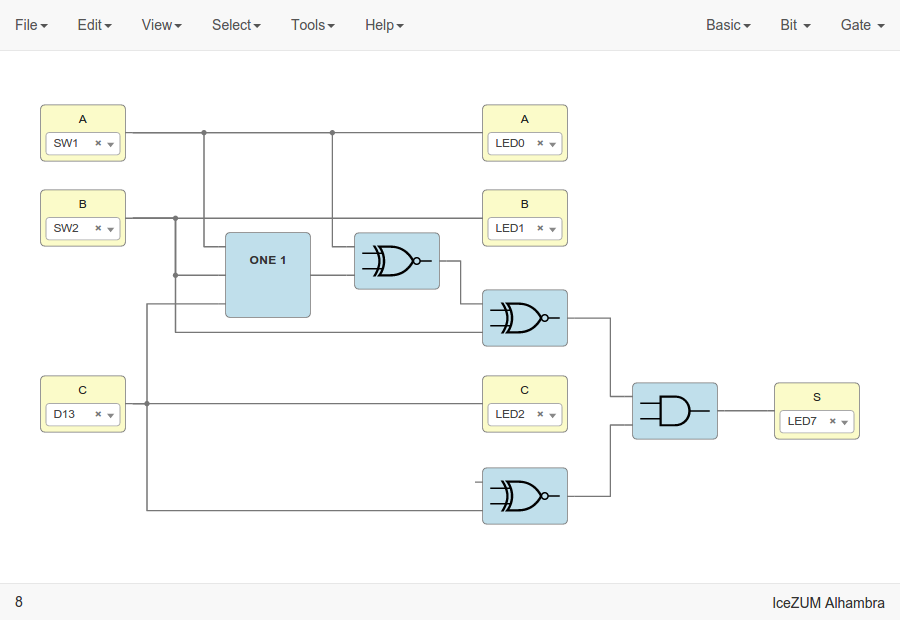 File Edit View Select Tools Help Basic Bit Gate
A
SW1 ×
A
LED0 ×
B
SW2 ×
B
LED1 ×
ONE 1
C
D13 ×
C
LED2 ×
S
LED7 ×
8 IceZUM Alhambra